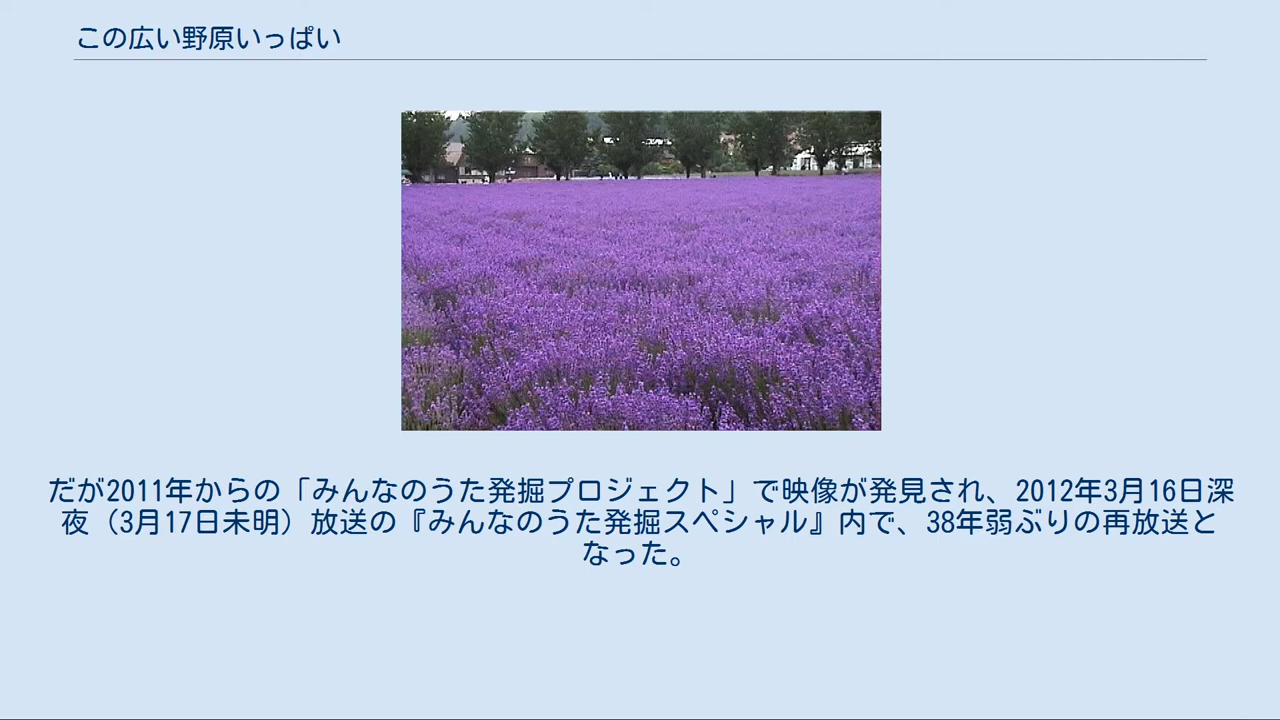 この広い野原いっぱい
だが2011年からの「みんなのうた発掘プロジェクト」で映像が発見され、2012年3月16日深
夜（3月17日未明）放送の『みんなのうた発掘スペシャル』内で、38年弱ぶりの再放送と
なった。